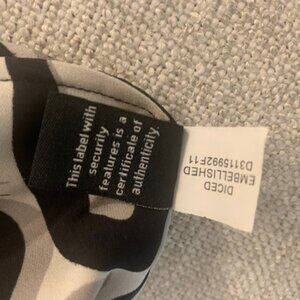 This label with
security
features is a
certificate of
authenticity.
DICED
EMBELLISHED
D3115992F11